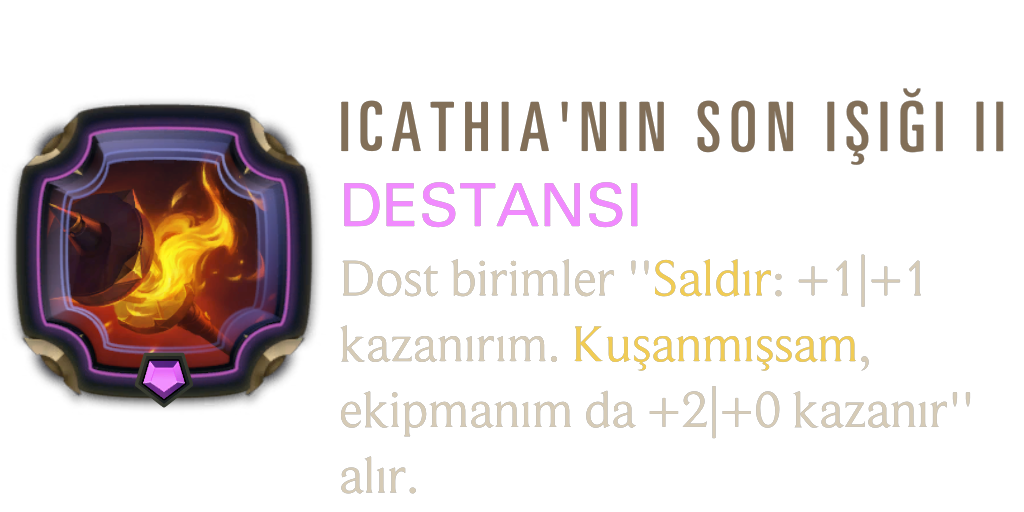 ICATHIA'NIN SON IŞIĞI II
DESTANSI
Dost birimler ''Saldır: +1|+1
kazanırım. Kuşanmışsam,
ekipmanım da +2|+0 kazanır''
alır.